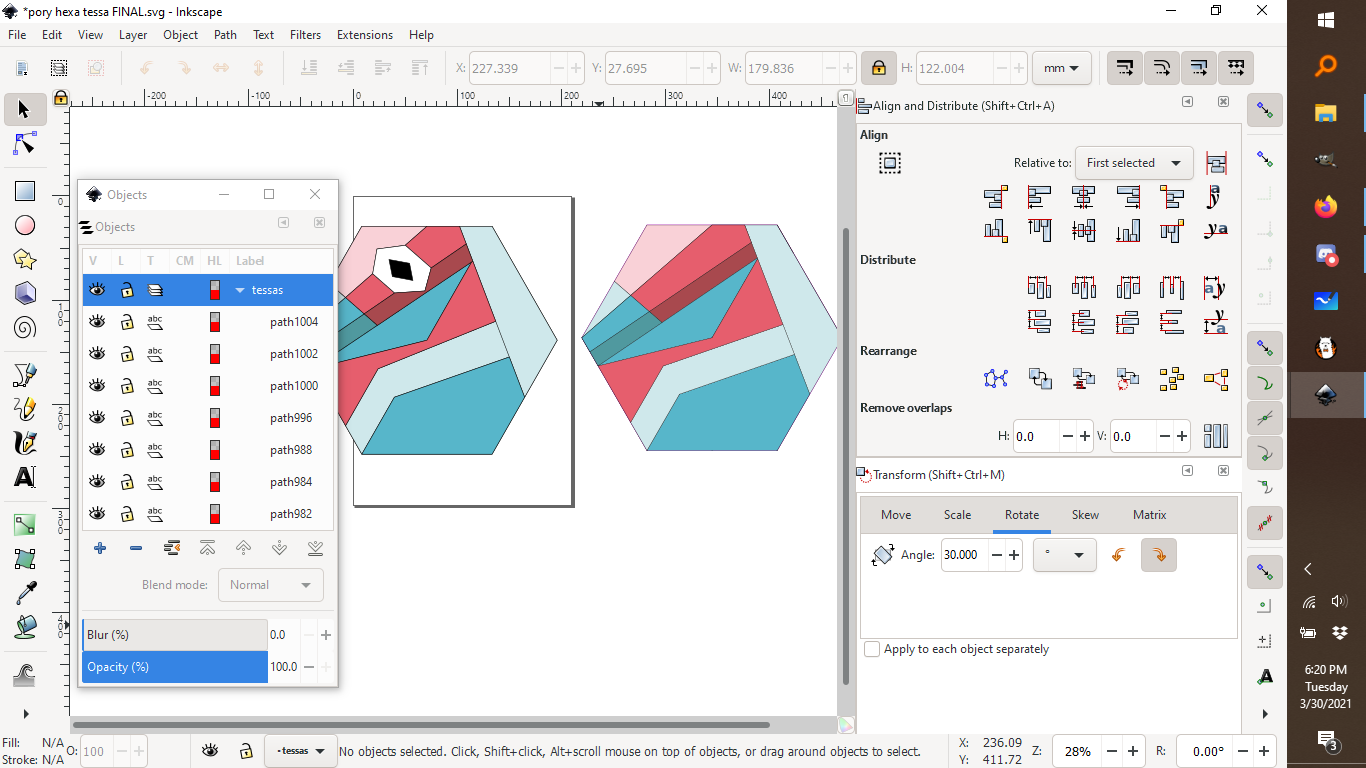 *pory hexa tessa FINAL.svg - Inkscape
File Edit View Layer Object Path Text Filters Extensions Help
X: 227.339 Y: 27.695 W: 179.836 H: 122.004 mm
-200 -100 0 100 200 300 400
0
100
200
300
400
Objects
Objects
V L T CM HL Label
tessas
abc path1004
abc path1002
abc path1000
abc path996
abc path988
abc path984
abc path982
Blend mode: Normal
Blur (%) 0.0
Opacity (%) 100.0
Align and Distribute (Shift+Ctrl+A)
Align
Relative to: First selected
Distribute
Rearrange
Remove overlaps
H: 0.0 V: 0.0
Transform (Shift+Ctrl+M)
Move Scale Rotate Skew Matrix
Angle: 30.000 °
Apply to each object separately
Fill: N/A
Stroke: N/A
O: 100
•tessas
No objects selected. Click, Shift+click, Alt+scroll mouse on top of objects, or drag around objects to select.
X: 236.09
Y: 411.72
Z: 28%
R: 0.00°
6:20 PM
Tuesday
3/30/2021
3